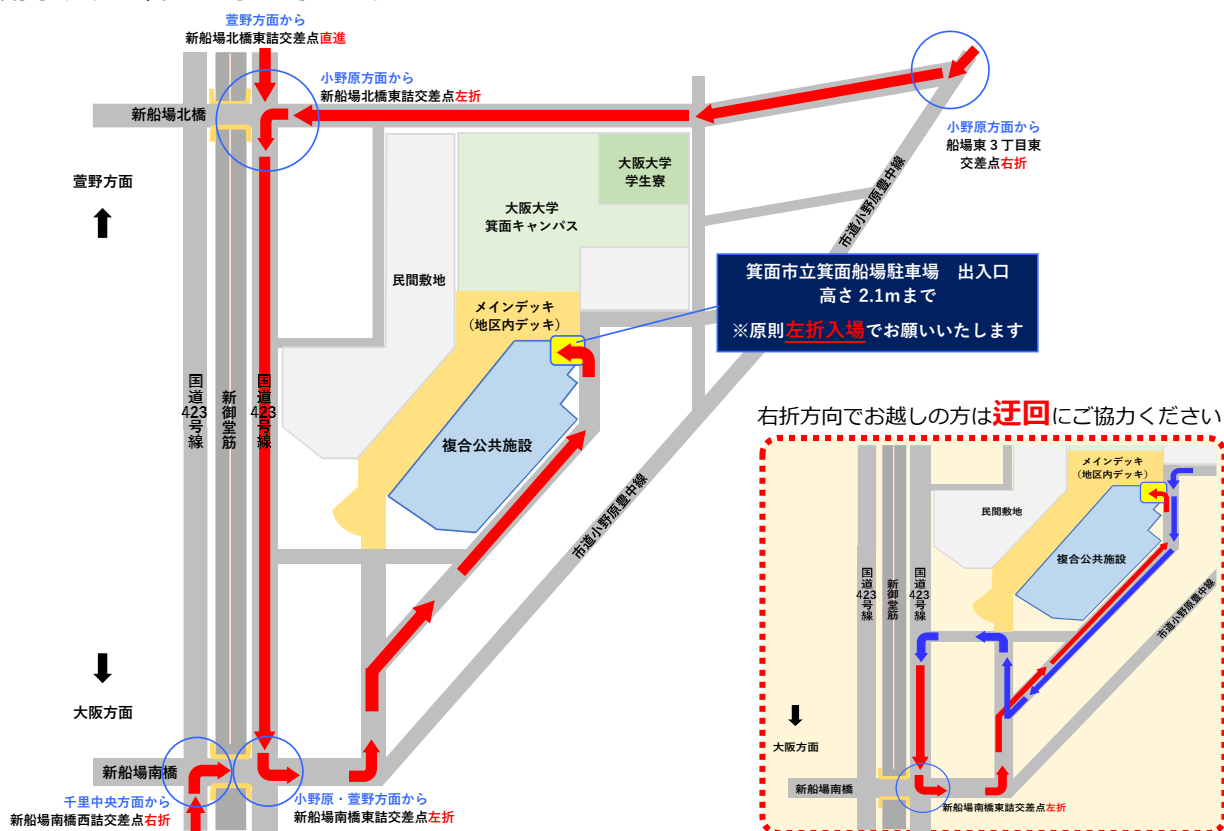 萱野方面から
新船場北橋東詰交差点直進
小野原方面から
新船場北橋東詰交差点左折
新船場北橋
萱野方面
小野原方面から
船場東3丁目東
交差点右折
大阪大学
学生寮
大阪大学
箕面キャンパス
市道小野原豊中線
民間敷地
メインデッキ
(地区内デッキ)
箕面市立箕面船場駐車場 出入口
高さ 2.1mまで
※原則左折入場でお願いいたします
国道423号線
新御堂筋
国道423号線
複合公共施設
市道小野原豊中線
大阪方面
新船場南橋
千里中央方面から
新船場南橋西詰交差点右折
小野原・萱野方面から
新船場南橋東詰交差点左折
右折方向でお越しの方は迂回にご協力ください
メインデッキ
(地区内デッキ)
民間敷地
複合公共施設
国道423号線
新御堂筋
国道423号線
市道小野原豊中線
大阪方面
新船場南橋
新船場南橋東詰交差点左折